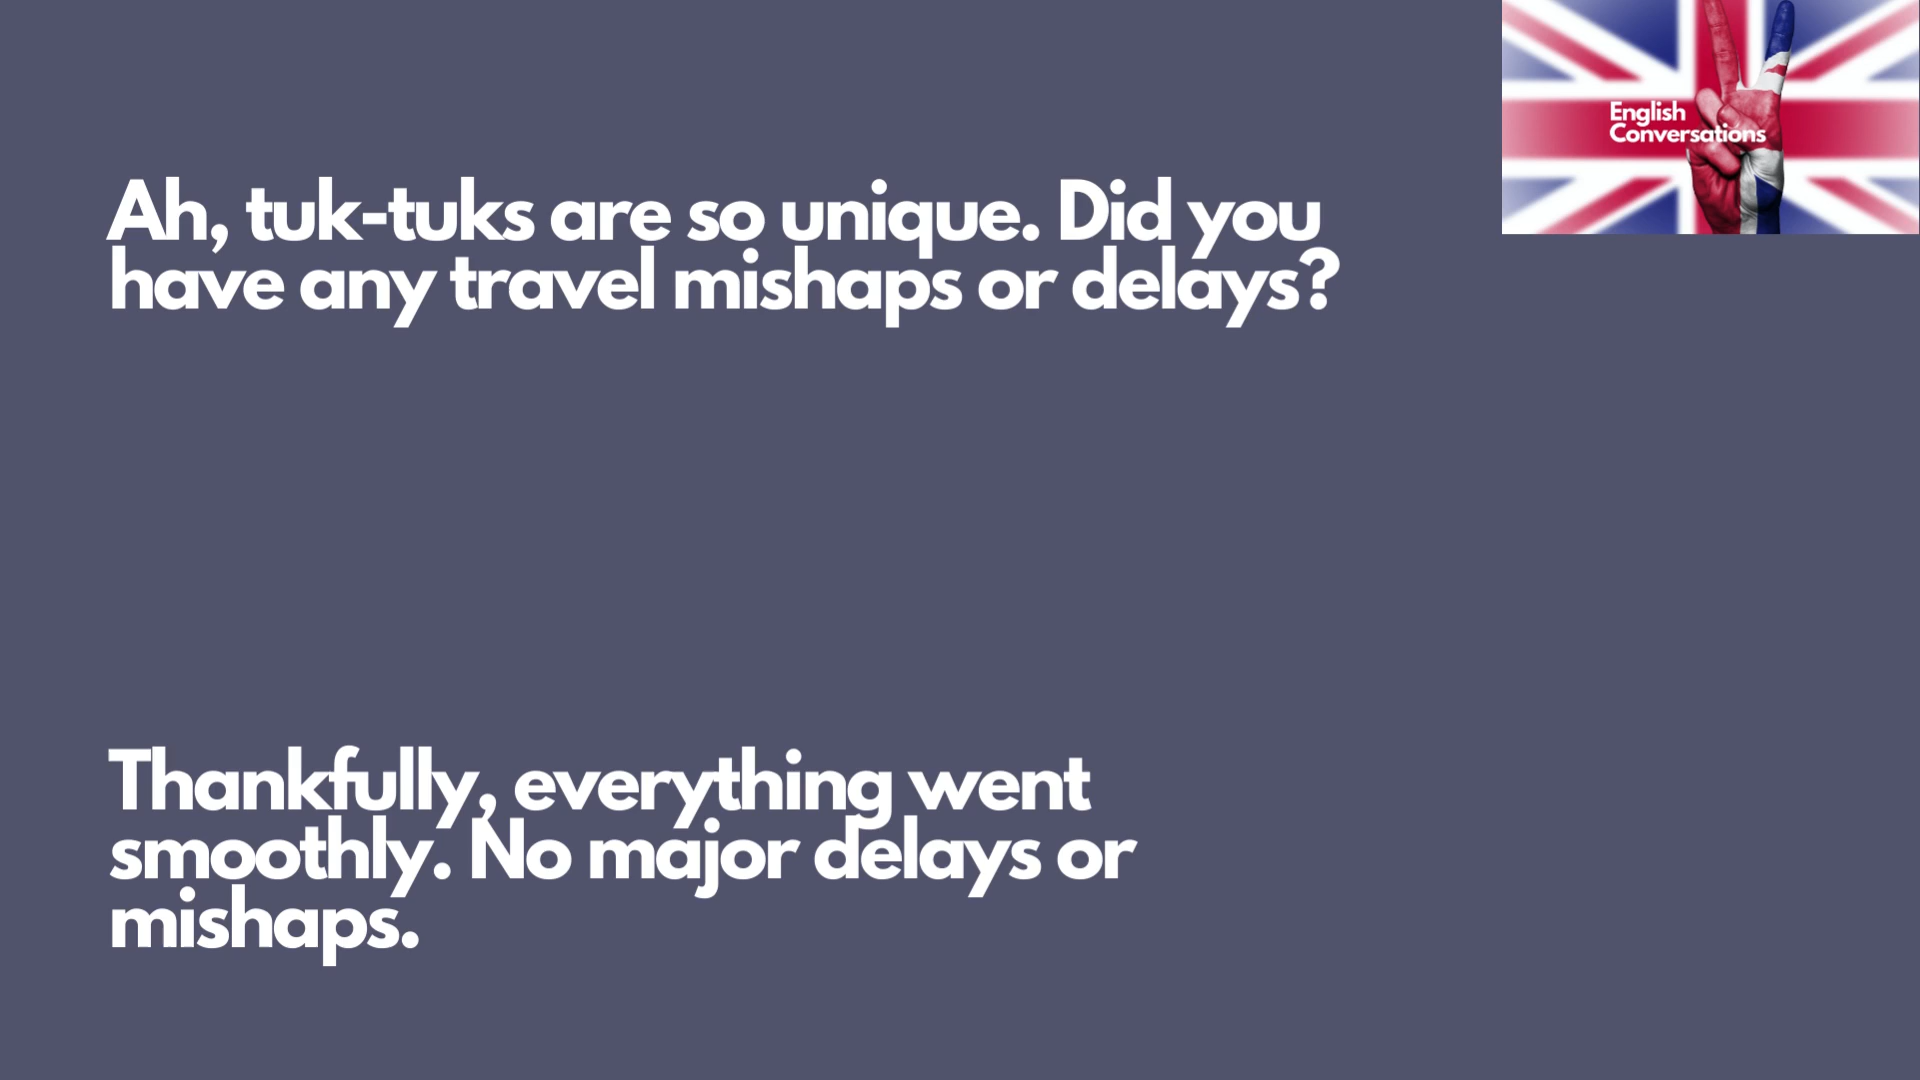 English
Conversations
Ah, tuk-tuks are so unique. Did you
have any travel mishaps or delays?
Thankfully, everything went
smoothly. No major delays or
mishaps.